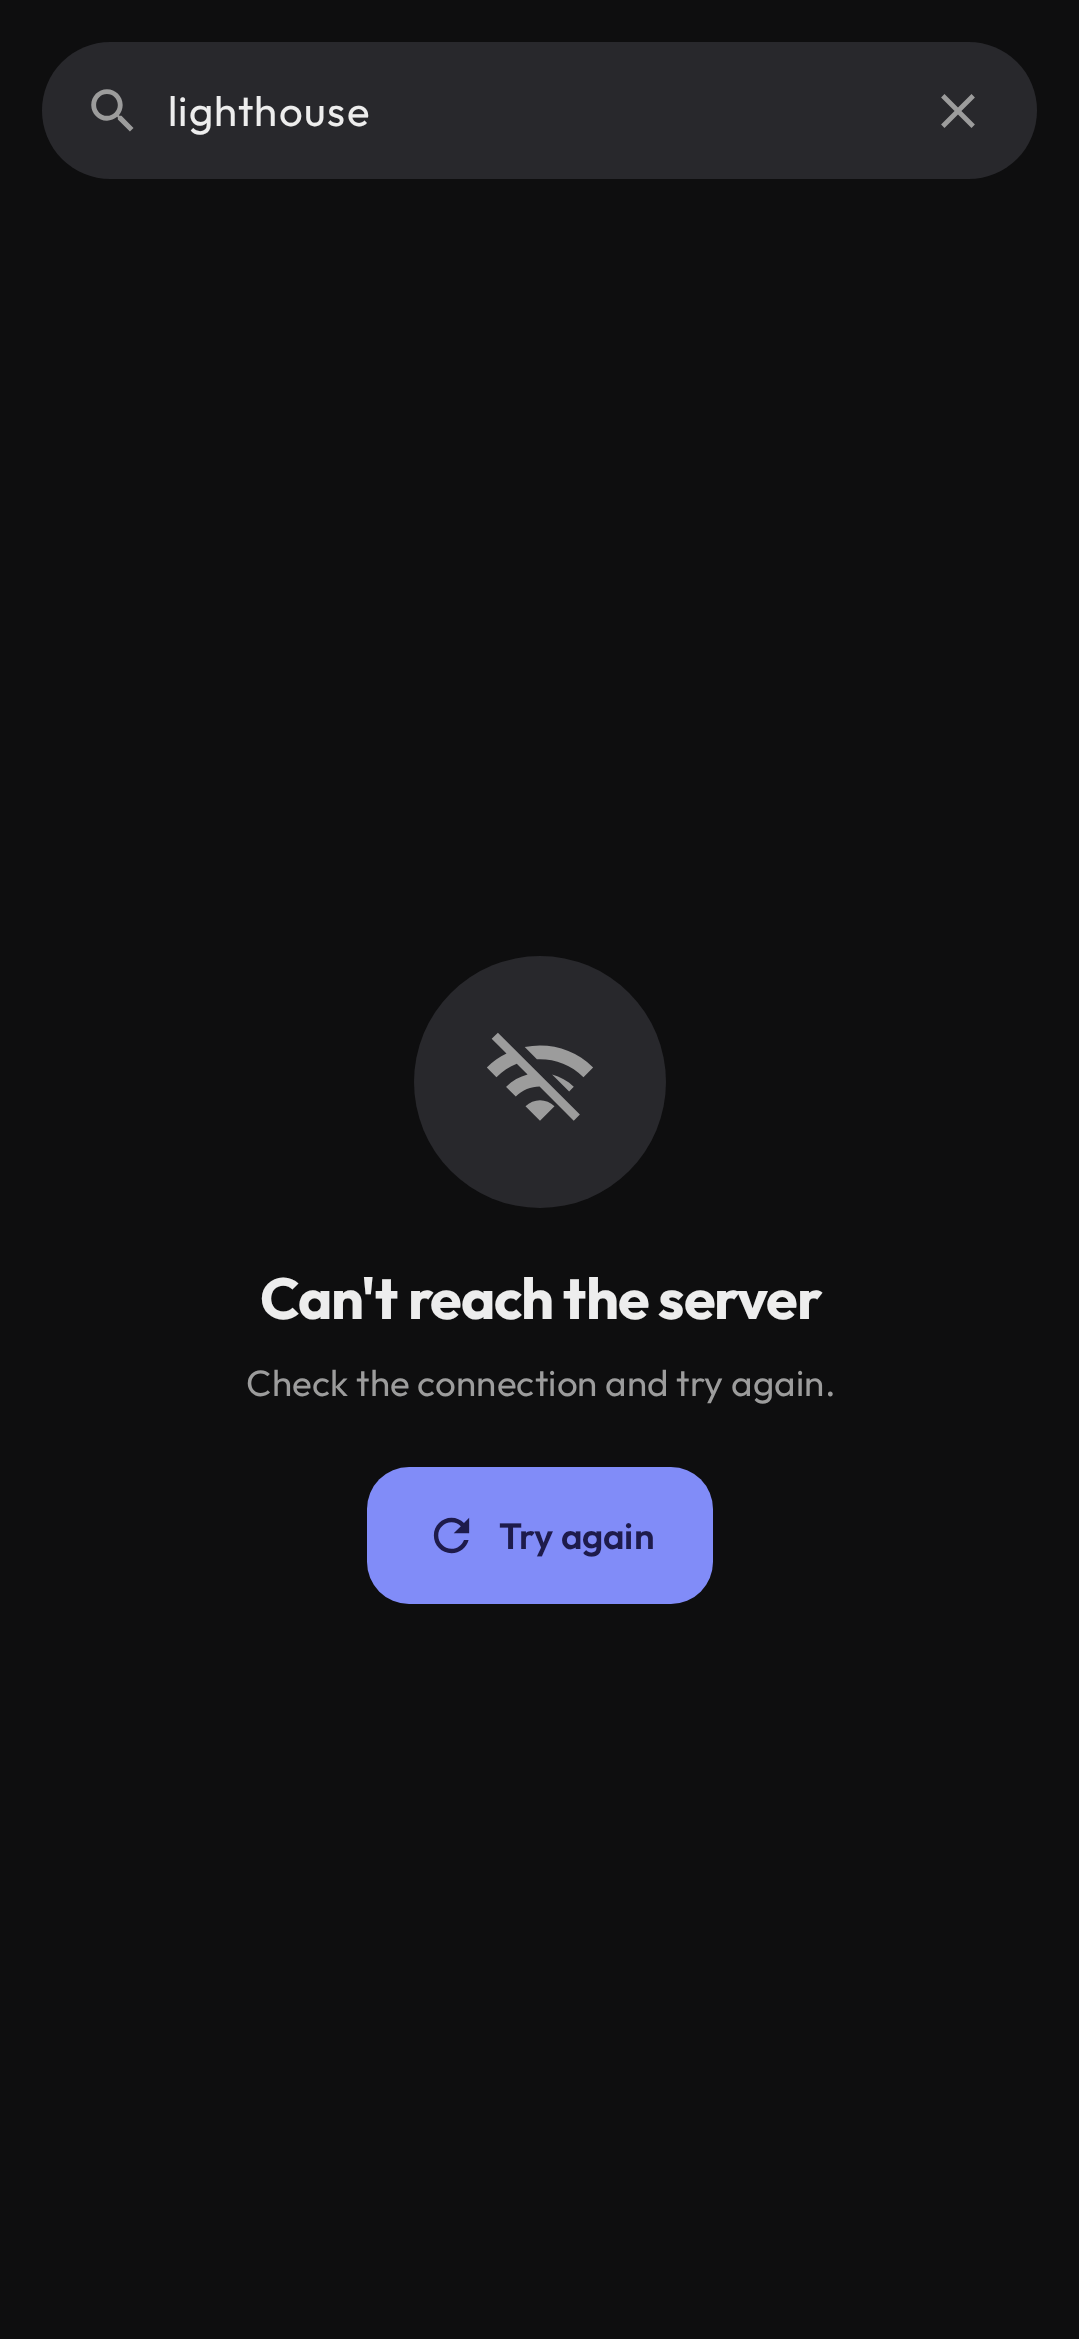 lighthouse
Can't reach the server
Check the connection and try again.
Try again